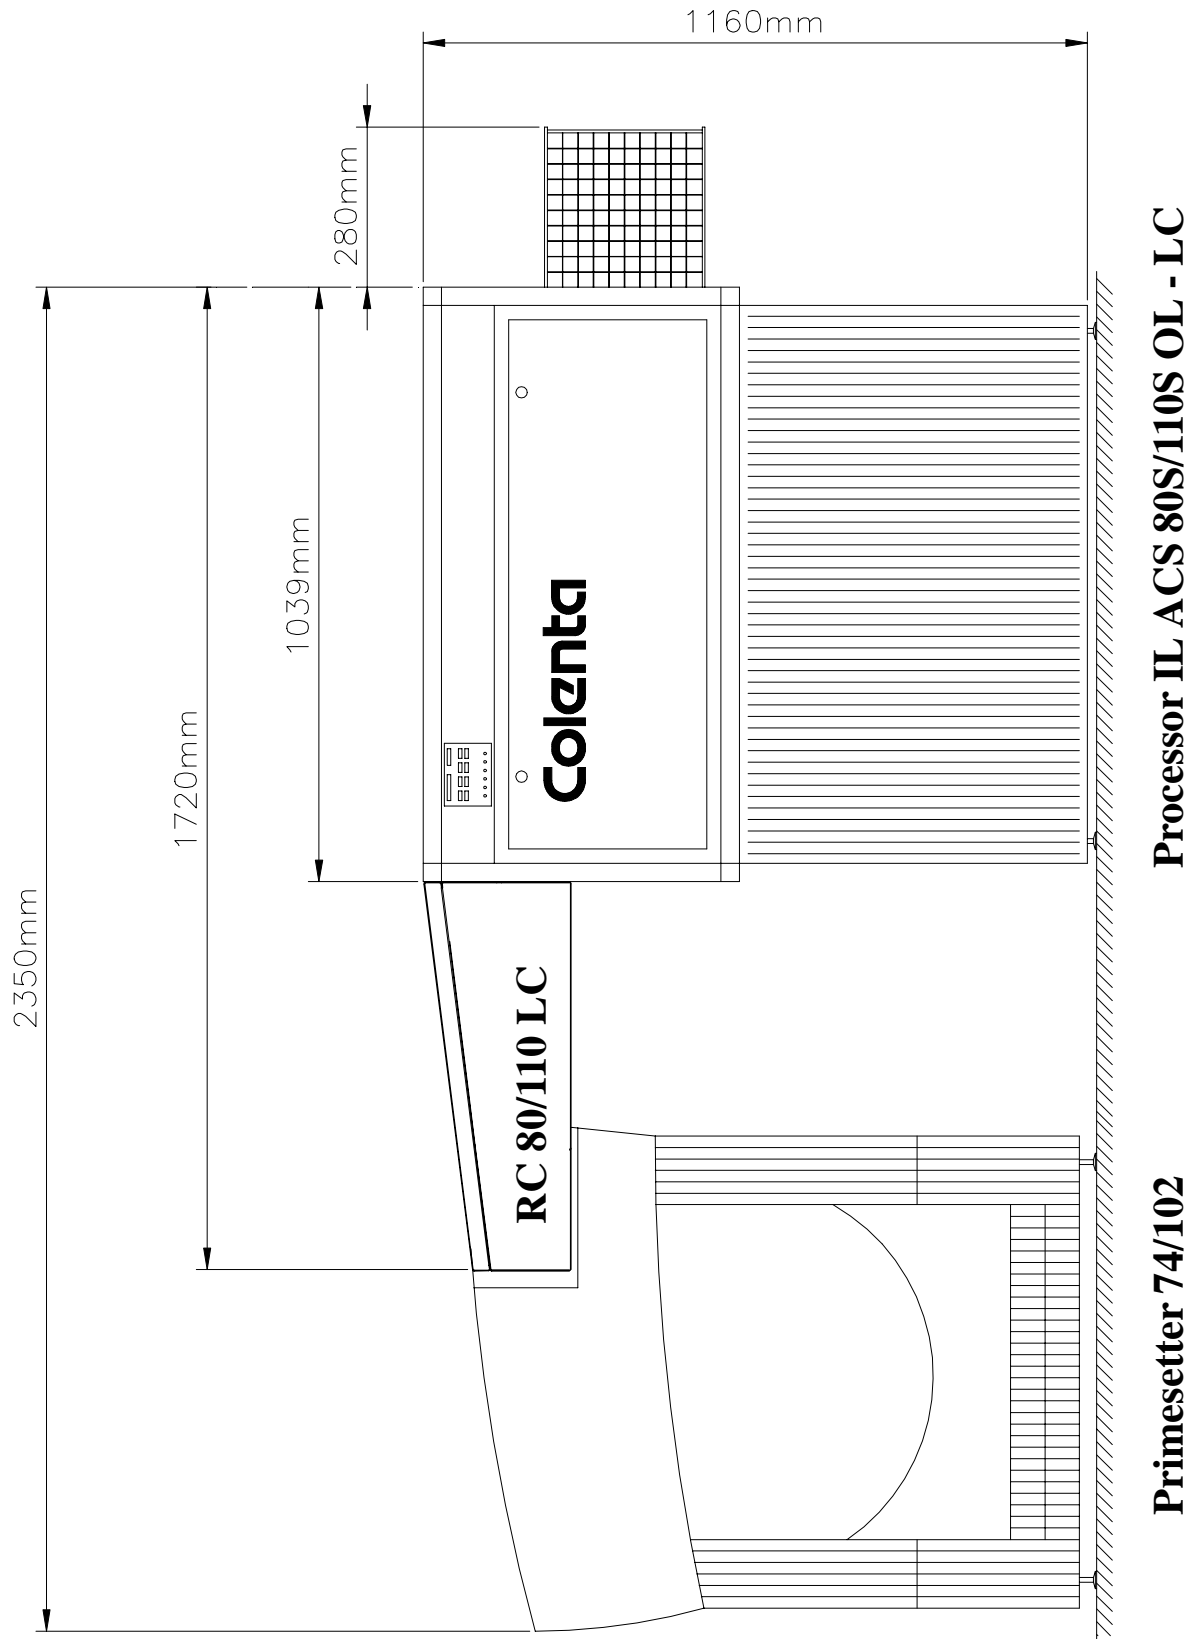 1160mm
280mm
1039mm
1720mm
2350mm
Colenta
RC 80/110 LC
Primesetter 74/102
Processor IL ACS 80S/110S OL - LC